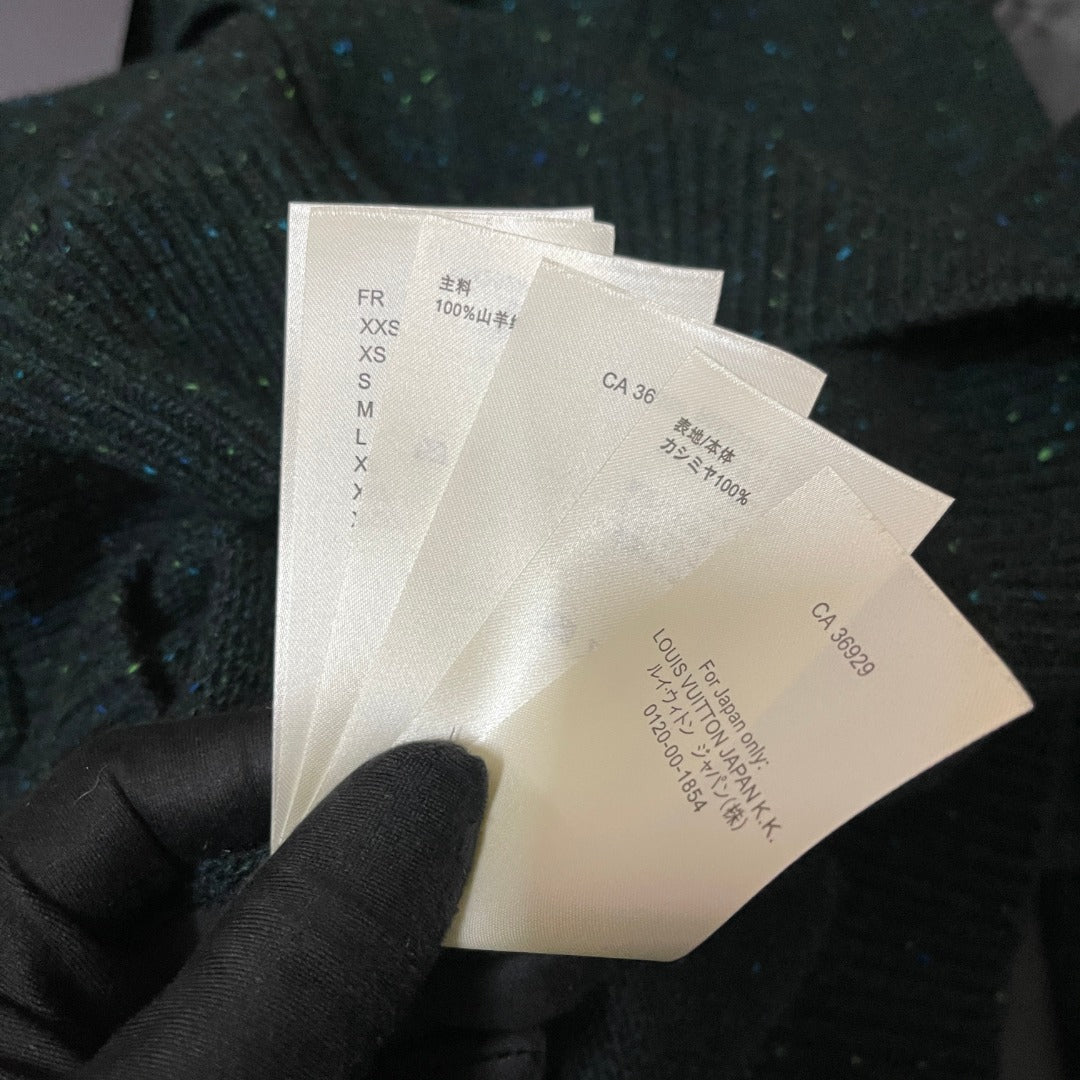 FR
XXS
XS
S
M
L
主料
100%山羊
CA 36
表地/本体
カシミヤ100%
CA 36929
For Japan only:
LOUIS VUITTON JAPAN K.K.
ルイ・ヴィトン ジャパン(株)
0120-00-1854